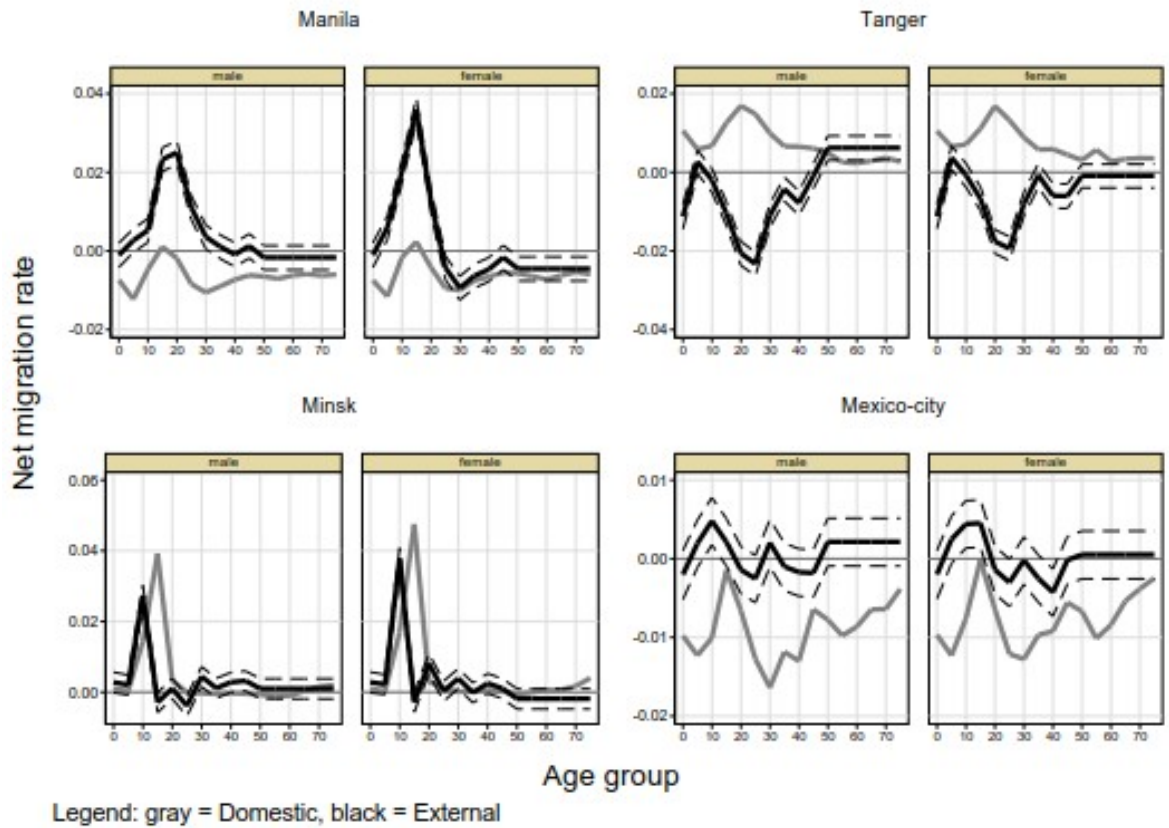 Manila
Tanger
male
female
male
female
0.04
0.02
0.00
-0.02
0.02
0.00
-0.02
-0.04
0 10 20 30 40 50 60 70
0 10 20 30 40 50 60 70
0 10 20 30 40 50 60 70
0 10 20 30 40 50 60 70
Net migration rate
Minsk
Mexico-city
male
female
male
female
0.06
0.04
0.02
0.00
0.01
0.00
-0.01
-0.02
0 10 20 30 40 50 60 70
0 10 20 30 40 50 60 70
0 10 20 30 40 50 60 70
0 10 20 30 40 50 60 70
Age group
Legend: gray = Domestic, black = External